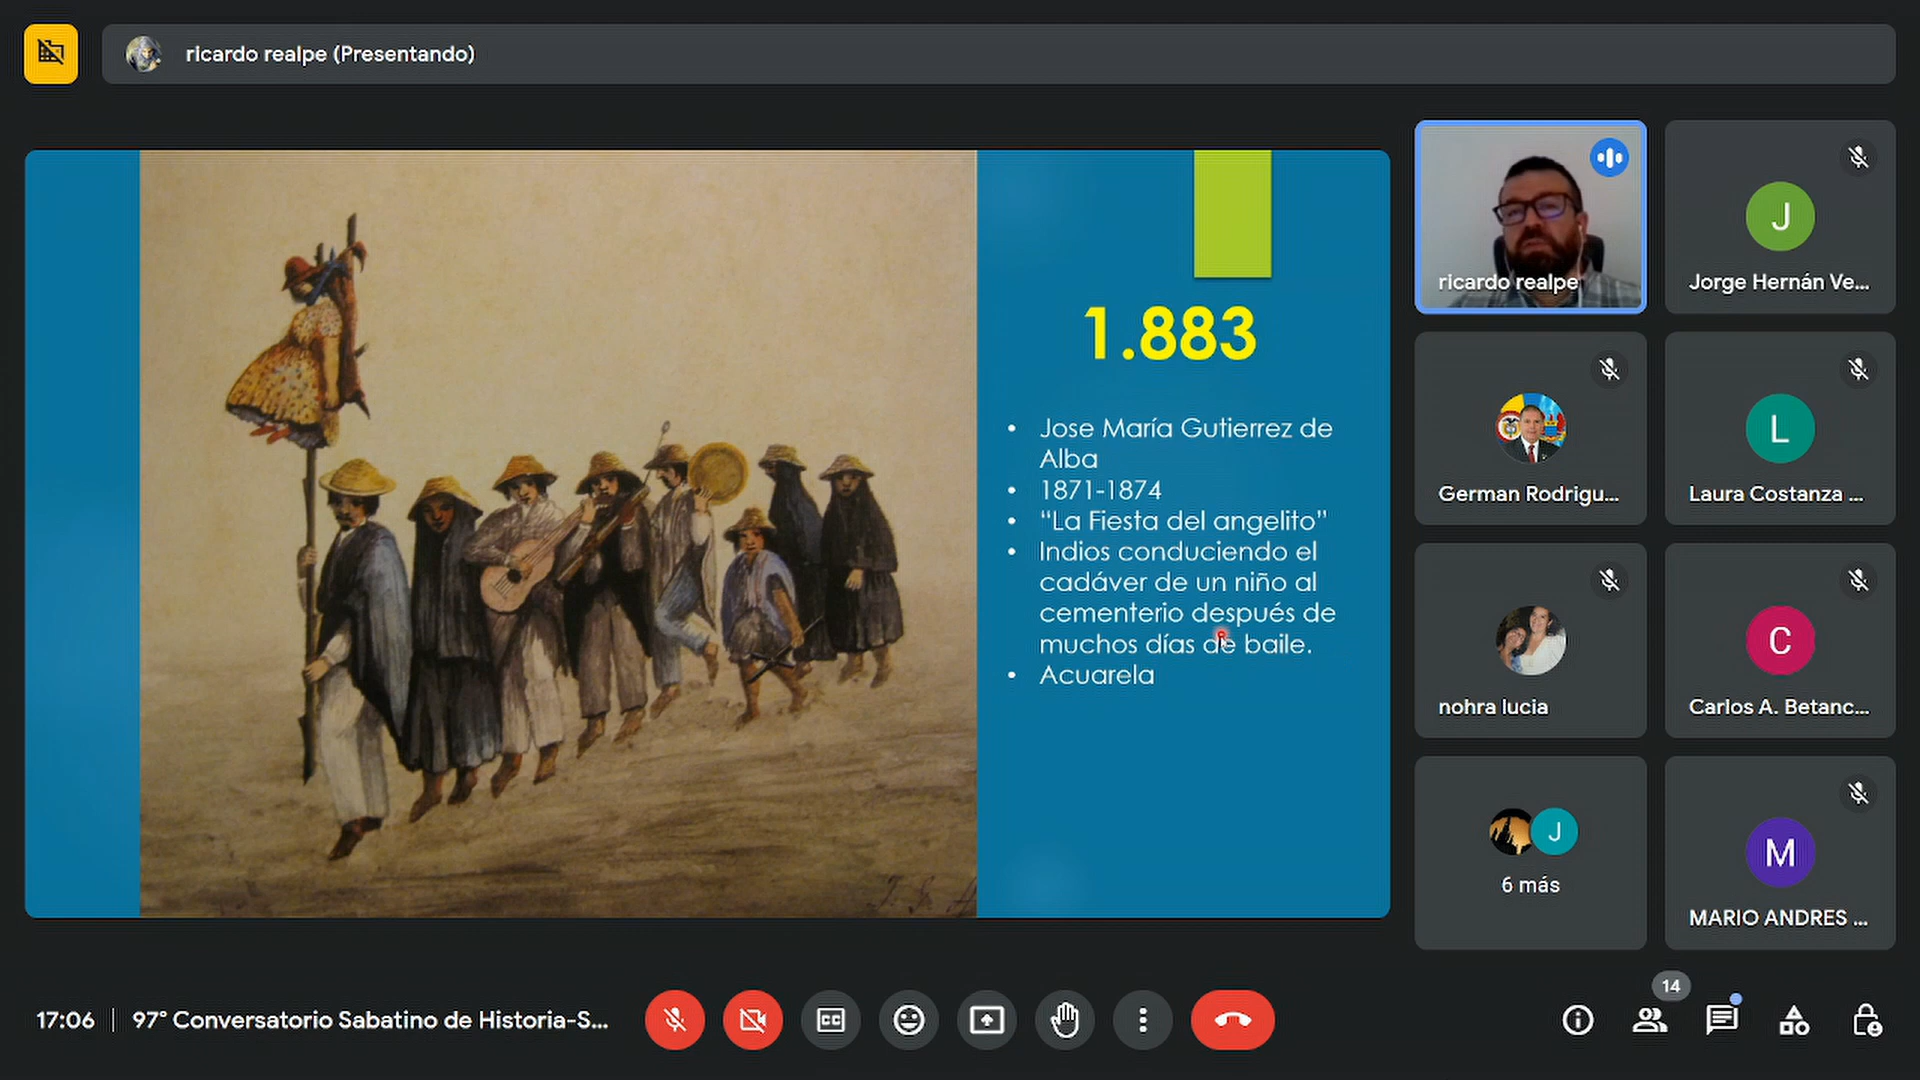 ricardo realpe (Presentando)
1.883
• Jose María Gutierrez de
Alba
• 1871-1874
• “La Fiesta del angelito”
• Indios conduciendo el
cadáver de un niño al
cementerio después de
muchos días de baile.
• Acuarela
ricardo realpe
J
Jorge Hernán Ve...
German Rodrigu...
L
Laura Costanza ...
nohra lucia
C
Carlos A. Betanc...
J
6 más
M
MARIO ANDRES ...
17:06
97° Conversatorio Sabatino de Historia-S...
CC
14